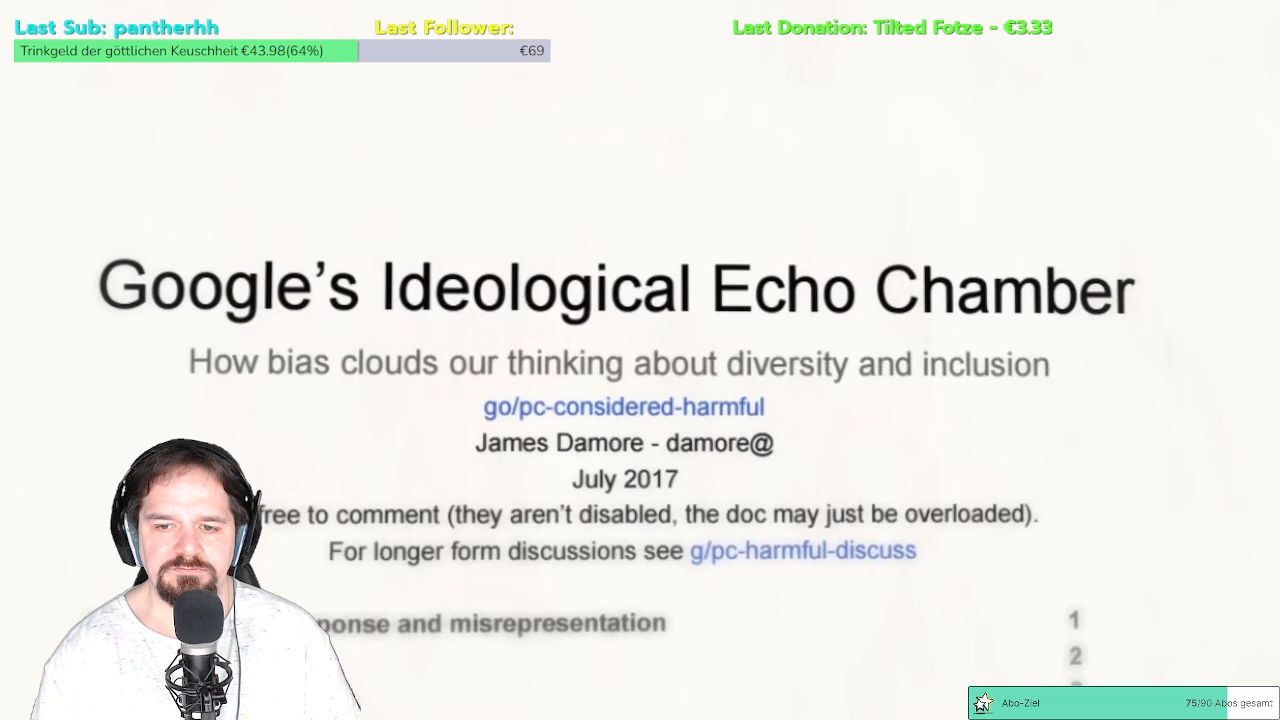 Last Sub: pantherhh
Last Follower:
Last Donation: Tilted Fotze - €3.33
Trinkgeld der göttlichen Keuschheit €43.98(64%)
€69
Google's Ideological Echo Chamber
How bias clouds our thinking about diversity and inclusion
go/pc-considered-harmful
James Damore - damore@
July 2017
free to comment (they aren't disabled, the doc may just be overloaded).
For longer form discussions see g/pc-harmful-discuss
and misrepresentation
1
2
Abo-Ziel
75/90 Abos gesamt